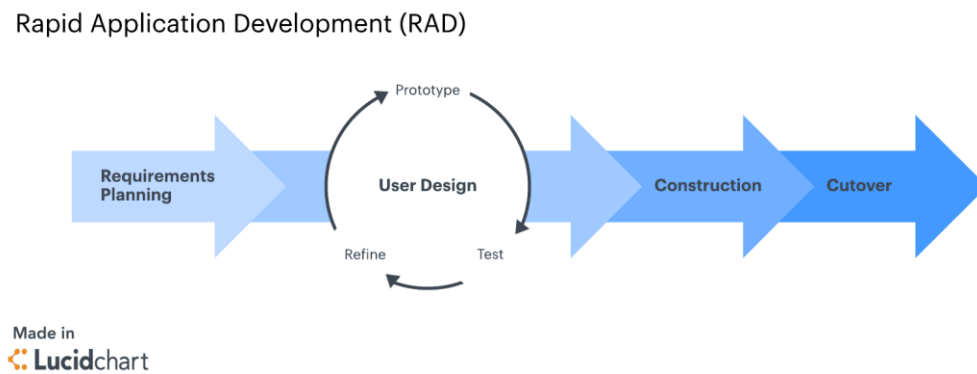 Rapid Application Development (RAD)
Prototype
Requirements
Planning
User Design
Construction
Cutover
Refine
Test
Made in
Lucidchart